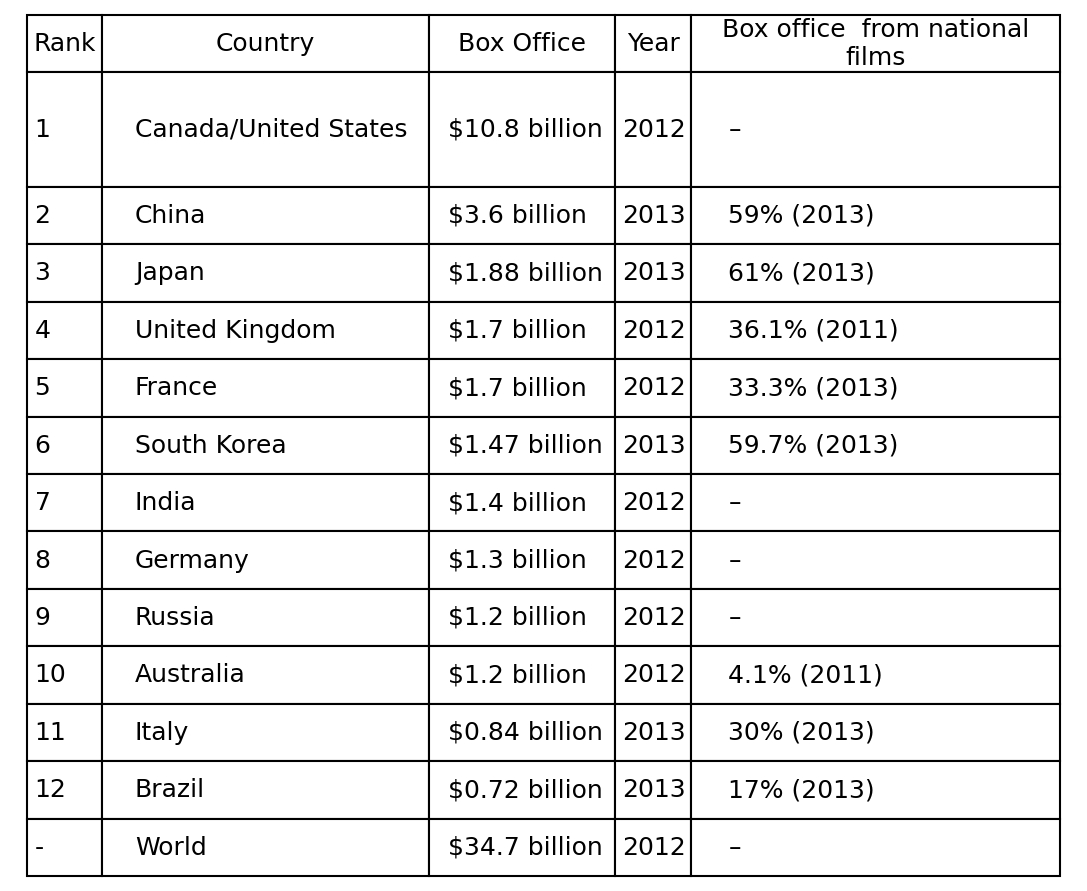 Rank Country Box Office Year Box office  from national films
1 Canada/United States $10.8 billion 2012 –
2 China $3.6 billion 2013 59% (2013)
3 Japan $1.88 billion 2013 61% (2013)
4 United Kingdom $1.7 billion 2012 36.1% (2011)
5 France $1.7 billion 2012 33.3% (2013)
6 South Korea $1.47 billion 2013 59.7% (2013)
7 India $1.4 billion 2012 –
8 Germany $1.3 billion 2012 –
9 Russia $1.2 billion 2012 –
10 Australia $1.2 billion 2012 4.1% (2011)
11 Italy $0.84 billion 2013 30% (2013)
12 Brazil $0.72 billion 2013 17% (2013)
- World $34.7 billion 2012 –